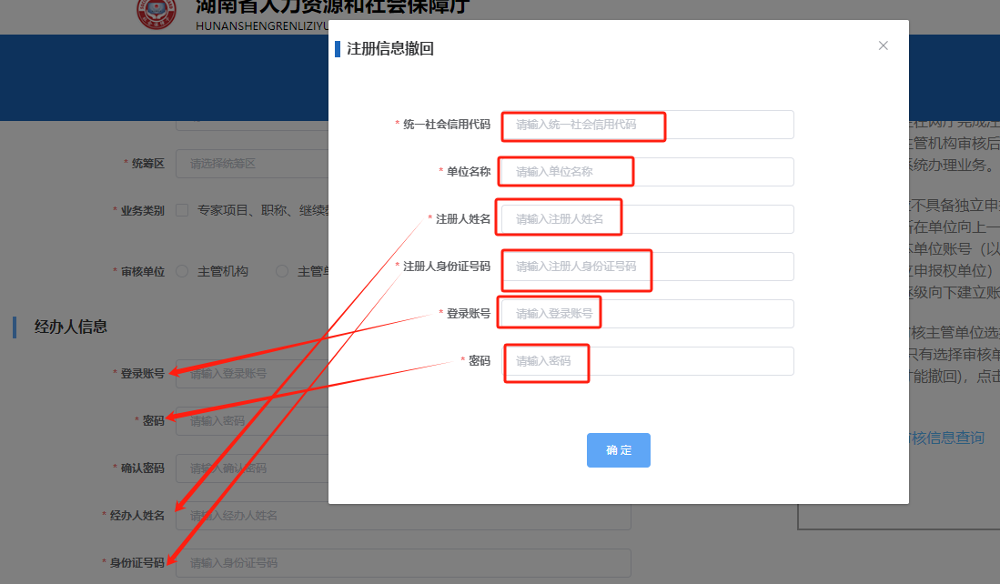 湖南省人力资源和社会保障厅
HUNANSHENGRENLIZIYU
注册信息撤回
* 统一社会信用代码 请输入统一社会信用代码
* 单位名称 请输入单位名称
* 注册人姓名 请输入注册人姓名
* 注册人身份证号码 请输入注册人身份证号码
* 登录账号 请输入登录账号
* 密码 请输入密码
确 定
* 统筹区 请选择统筹区
* 业务类别 专家项目、职称、继续
* 审核单位 主管机构 主管单
经办人信息
* 登录账号 请输入登录账号
* 密码 请输入密码
* 确认密码 请输入确认密码
* 经办人姓名 请输入经办人姓名
* 身份证号码 请输入身份证号码
在网厅完成注
主管机构审核后
系统办理业务。
不具备独立申
所在单位向上一
本单位账号（以
立申报权单位）
逐级向下建立账
审核主管单位选
只有选择审核单
才能撤回)，点击
审核信息查询